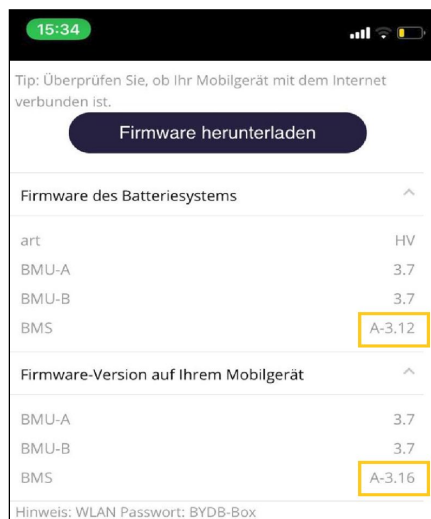 15:34
Tip: Überprüfen Sie, ob Ihr Mobilgerät mit dem Internet
verbunden ist.
Firmware herunterladen
Firmware des Batteriesystems
art HV
BMU-A 3.7
BMU-B 3.7
BMS A-3.12
Firmware-Version auf Ihrem Mobilgerät
BMU-A 3.7
BMU-B 3.7
BMS A-3.16
Hinweis: WLAN Passwort: BYDB-Box